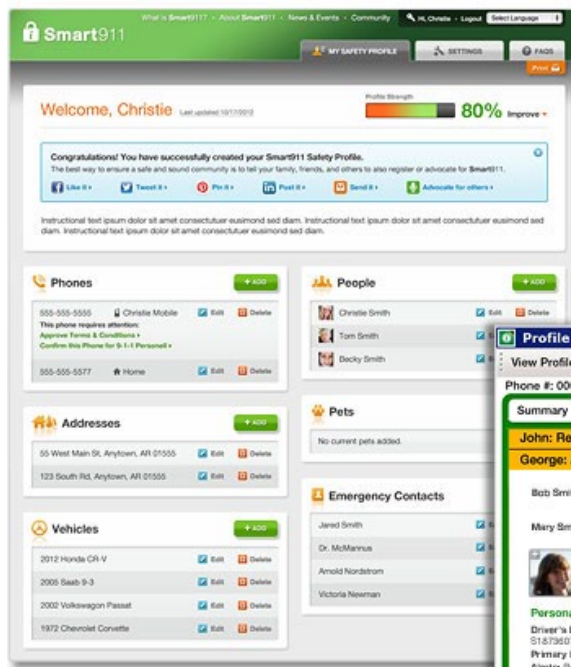 What is Smart911? · About Smart911 · News & Events · Community
Hi, Christie · Logout
Select Language
Smart911
MY SAFETY PROFILE
SETTINGS
FAQS
Print
Welcome, Christie
Last updated 10/17/2012
Profile Strength
80%
Improve
Congratulations! You have successfully created your Smart911 Safety Profile.
The best way to ensure a safe and sound community is to tell your family, friends, and others to also register or advocate for Smart911.
Like it
Tweet it
Pin it
Post it
Send it
Advocate for others
Instructional text ipsum dolor sit amet consectutuer euismond sed diam. Instructional text ipsum dolor sit amet consectutuer euismond sed
diam. Instructional text ipsum dolor sit amet consectutuer euismond sed diam.
Phones
+ ADD
555-555-5555 Christie Mobile Edit Delete
This phone requires attention:
Approve Terms & Conditions
Confirm this Phone for 9-1-1 Personell
555-555-5577 Home Edit Delete
Addresses
+ ADD
55 West Main St, Anytown, AR 01555 Edit Delete
123 South Rd, Anytown, AR 01555 Edit Delete
Vehicles
+ ADD
2012 Honda CR-V Edit Delete
2005 Saab 9-3 Edit Delete
2002 Volkswagon Passat Edit Delete
1972 Chevrolet Corvette Edit Delete
People
+ ADD
Christie Smith Edit Delete
Tom Smith
Becky Smith
Pets
No current pets added.
Emergency Contacts
Jared Smith
Dr. McMannus
Arnold Nordstrom
Victoria Newman
Profile
View Profile
Phone #:
Summary
John:
George:
Bob
Mary
Driver's
Primary